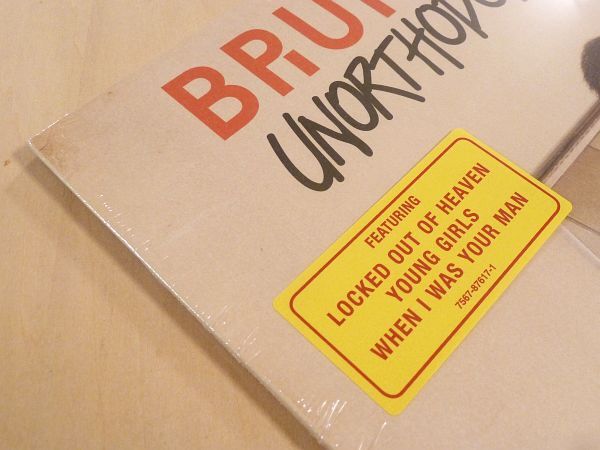 BRU
UNORTHODO
FEATURING
LOCKED OUT OF HEAVEN
YOUNG GIRLS
WHEN I WAS YOUR MAN
7567-87617-1